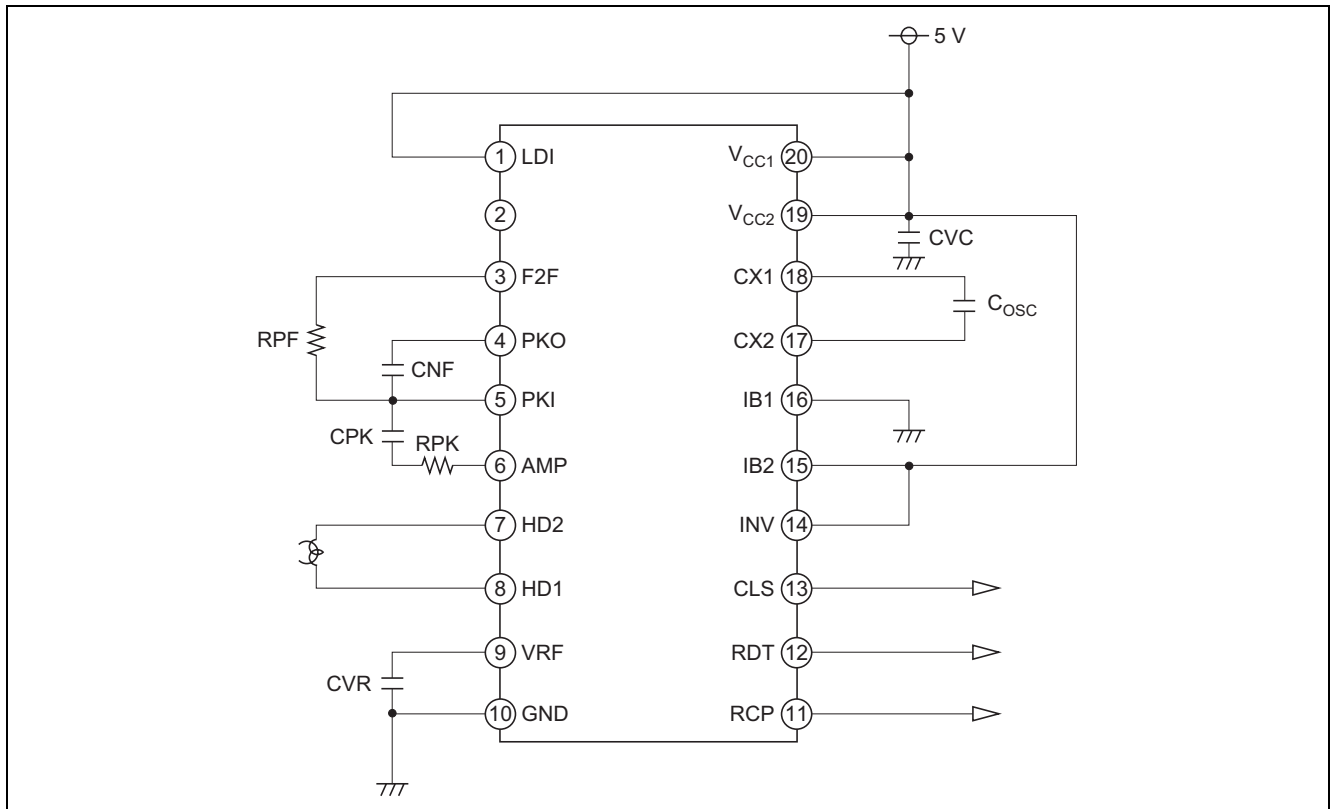 5 V
1 LDI
VCC1 20
2
VCC2 19
CVC
3 F2F
CX1 18
COSC
RPF
4 PKO
CX2 17
CNF
5 PKI
IB1 16
CPK
RPK
6 AMP
IB2 15
7 HD2
INV 14
8 HD1
CLS 13
9 VRF
RDT 12
CVR
10 GND
RCP 11